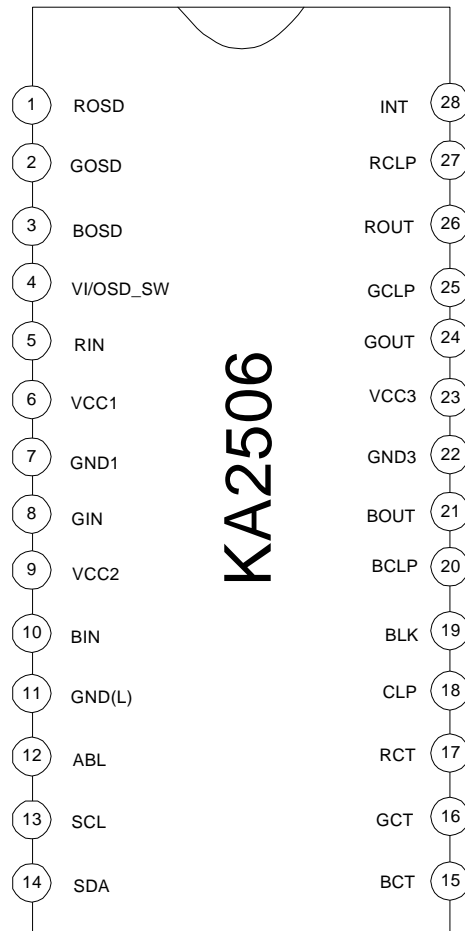 1 ROSD INT 28
2 GOSD RCLP 27
3 BOSD ROUT 26
4 VI/OSD_SW GCLP 25
5 RIN GOUT 24
6 VCC1 VCC3 23
7 GND1 GND3 22
8 GIN BOUT 21
9 VCC2 BCLP 20
10 BIN BLK 19
11 GND(L) CLP 18
12 ABL RCT 17
13 SCL GCT 16
14 SDA BCT 15
KA2506